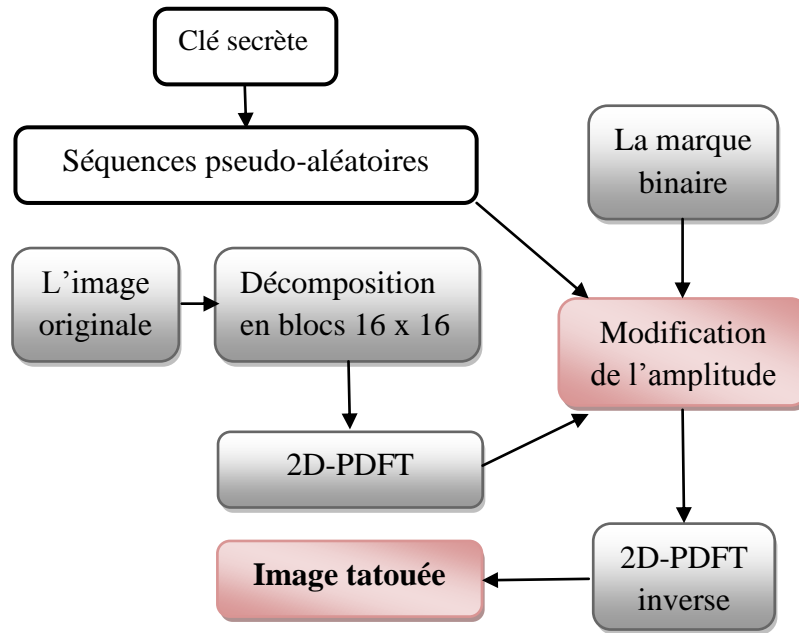 Clé secrète
Séquences pseudo-aléatoires
La marque
binaire
L’image
originale
Décomposition
en blocs 16 x 16
Modification
de l’amplitude
2D-PDFT
Image tatouée
2D-PDFT
inverse